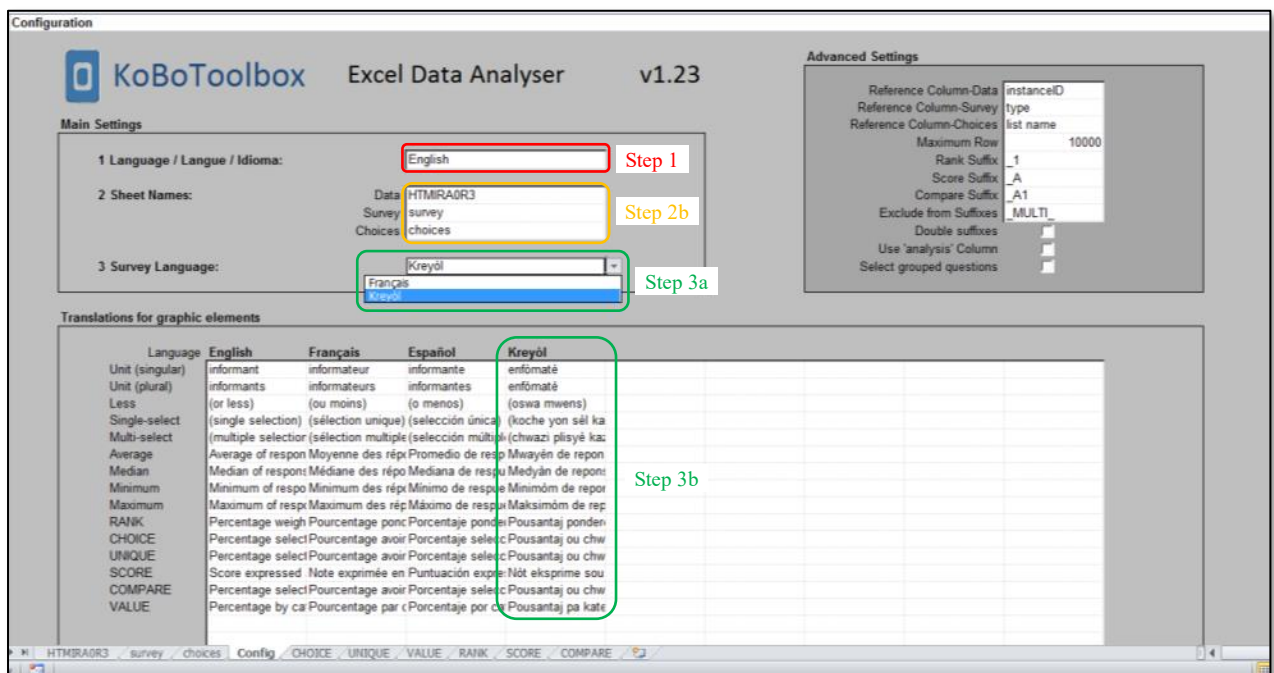 Configuration
KoBoToolbox Excel Data Analyser v1.23
Main Settings
1 Language / Langue / Idioma: English Step 1
2 Sheet Names: Data HTMIRA0R3
Survey survey Step 2b
Choices choices
3 Survey Language: Kreyòl Step 3a
Français
Kreyòl
Advanced Settings
Reference Column-Data instanceID
Reference Column-Survey type
Reference Column-Choices list name
Maximum Row 10000
Rank Suffix _1
Score Suffix _A
Compare Suffix _A1
Exclude from Suffixes _MULTI_
Double suffixes
Use 'analysis' Column
Select grouped questions
Translations for graphic elements
Language English Français Español Kreyòl
Unit (singular) informant informateur informante enfòmatè
Unit (plural) informants informateurs informantes enfòmatè
Less (or less) (ou moins) (o menos) (oswa mwens)
Single-select (single selection) (sélection unique) (selección única) (koche yon sèl ka
Multi-select (multiple selection (sélection multiple (selección múltipl (chwazi plisyè kaz
Average Average of respon Moyenne des répo Promedio de resp Mwayèn de repon
Median Median of respons Médiane des répo Mediana de respu Medyàn de repons
Minimum Minimum of respo Minimum des répo Mínimo de respue Minimòm de repor
Maximum Maximum of respo Maximum des rép Máximo de respu Maksimòm de rep
Step 3b
RANK Percentage weigh Pourcentage pond Porcentaje ponde Pousantaj ponder
CHOICE Percentage select Pourcentage avoir Porcentaje selecc Pousantaj ou chw
UNIQUE Percentage select Pourcentage avoir Porcentaje selecc Pousantaj ou chw
SCORE Score expressed Note exprimée en Puntuación expre Nòt eksprime sou
COMPARE Percentage select Pourcentage avoir Porcentaje selecc Pousantaj ou chw
VALUE Percentage by ca Pourcentage par c Porcentaje por ca Pousantaj pa kate
HTMIRA0R3 survey choices Config CHOICE UNIQUE VALUE RANK SCORE COMPARE